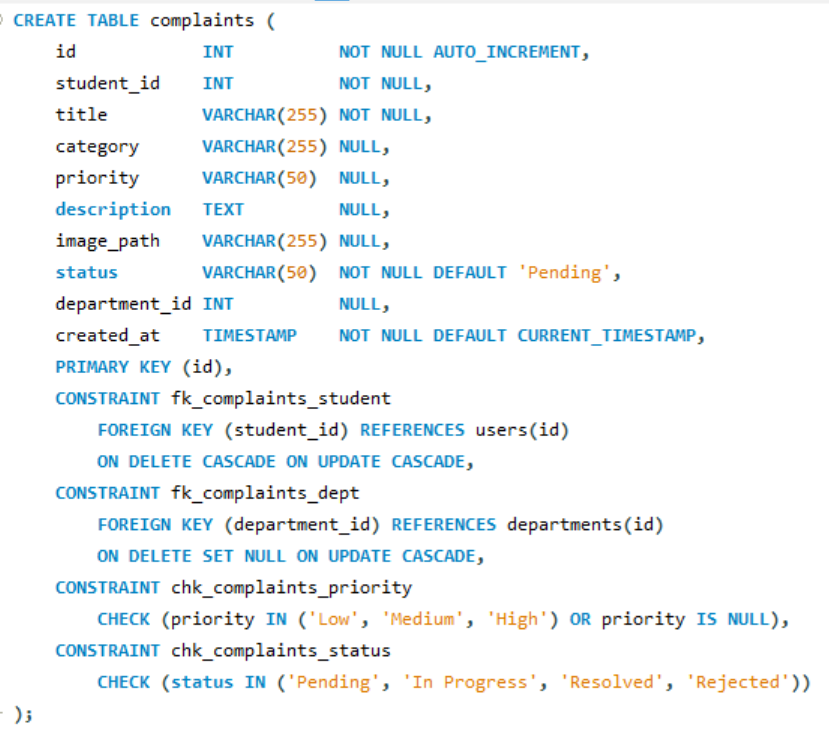 CREATE TABLE complaints (
id INT NOT NULL AUTO_INCREMENT,
student_id INT NOT NULL,
title VARCHAR(255) NOT NULL,
category VARCHAR(255) NULL,
priority VARCHAR(50) NULL,
description TEXT NULL,
image_path VARCHAR(255) NULL,
status VARCHAR(50) NOT NULL DEFAULT 'Pending',
department_id INT NULL,
created_at TIMESTAMP NOT NULL DEFAULT CURRENT_TIMESTAMP,
PRIMARY KEY (id),
CONSTRAINT fk_complaints_student
FOREIGN KEY (student_id) REFERENCES users(id)
ON DELETE CASCADE ON UPDATE CASCADE,
CONSTRAINT fk_complaints_dept
FOREIGN KEY (department_id) REFERENCES departments(id)
ON DELETE SET NULL ON UPDATE CASCADE,
CONSTRAINT chk_complaints_priority
CHECK (priority IN ('Low', 'Medium', 'High') OR priority IS NULL),
CONSTRAINT chk_complaints_status
CHECK (status IN ('Pending', 'In Progress', 'Resolved', 'Rejected'))
);